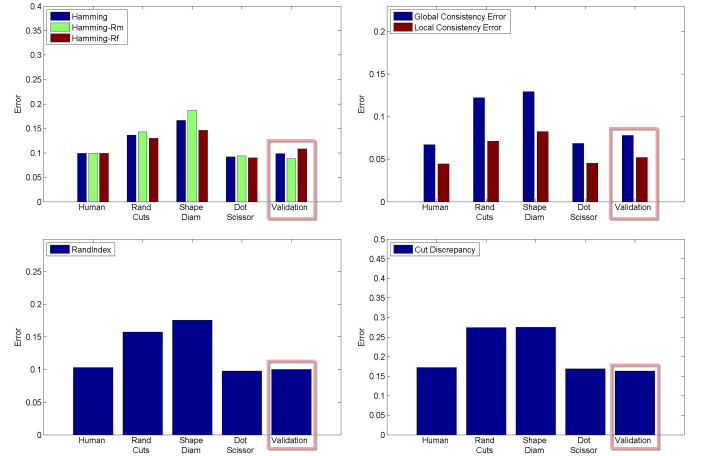 0.4
0.35
0.3
0.25
0.2
0.15
0.1
0.05
0
Error
Hamming
Hamming-Rm
Hamming-Rf
Human
Rand Cuts
Shape Diam
Dot Scissor
Validation
0.2
0.15
0.1
0.05
0
Error
Global Consistency Error
Local Consistency Error
Human
Rand Cuts
Shape Diam
Dot Scissor
Validation
0.25
0.2
0.15
0.1
0.05
0
Error
RandIndex
Human
Rand Cuts
Shape Diam
Dot Scissor
Validation
0.5
0.45
0.4
0.35
0.3
0.25
0.2
0.15
0.1
0.05
0
Error
Cut Discrepancy
Human
Rand Cuts
Shape Diam
Dot Scissor
Validation